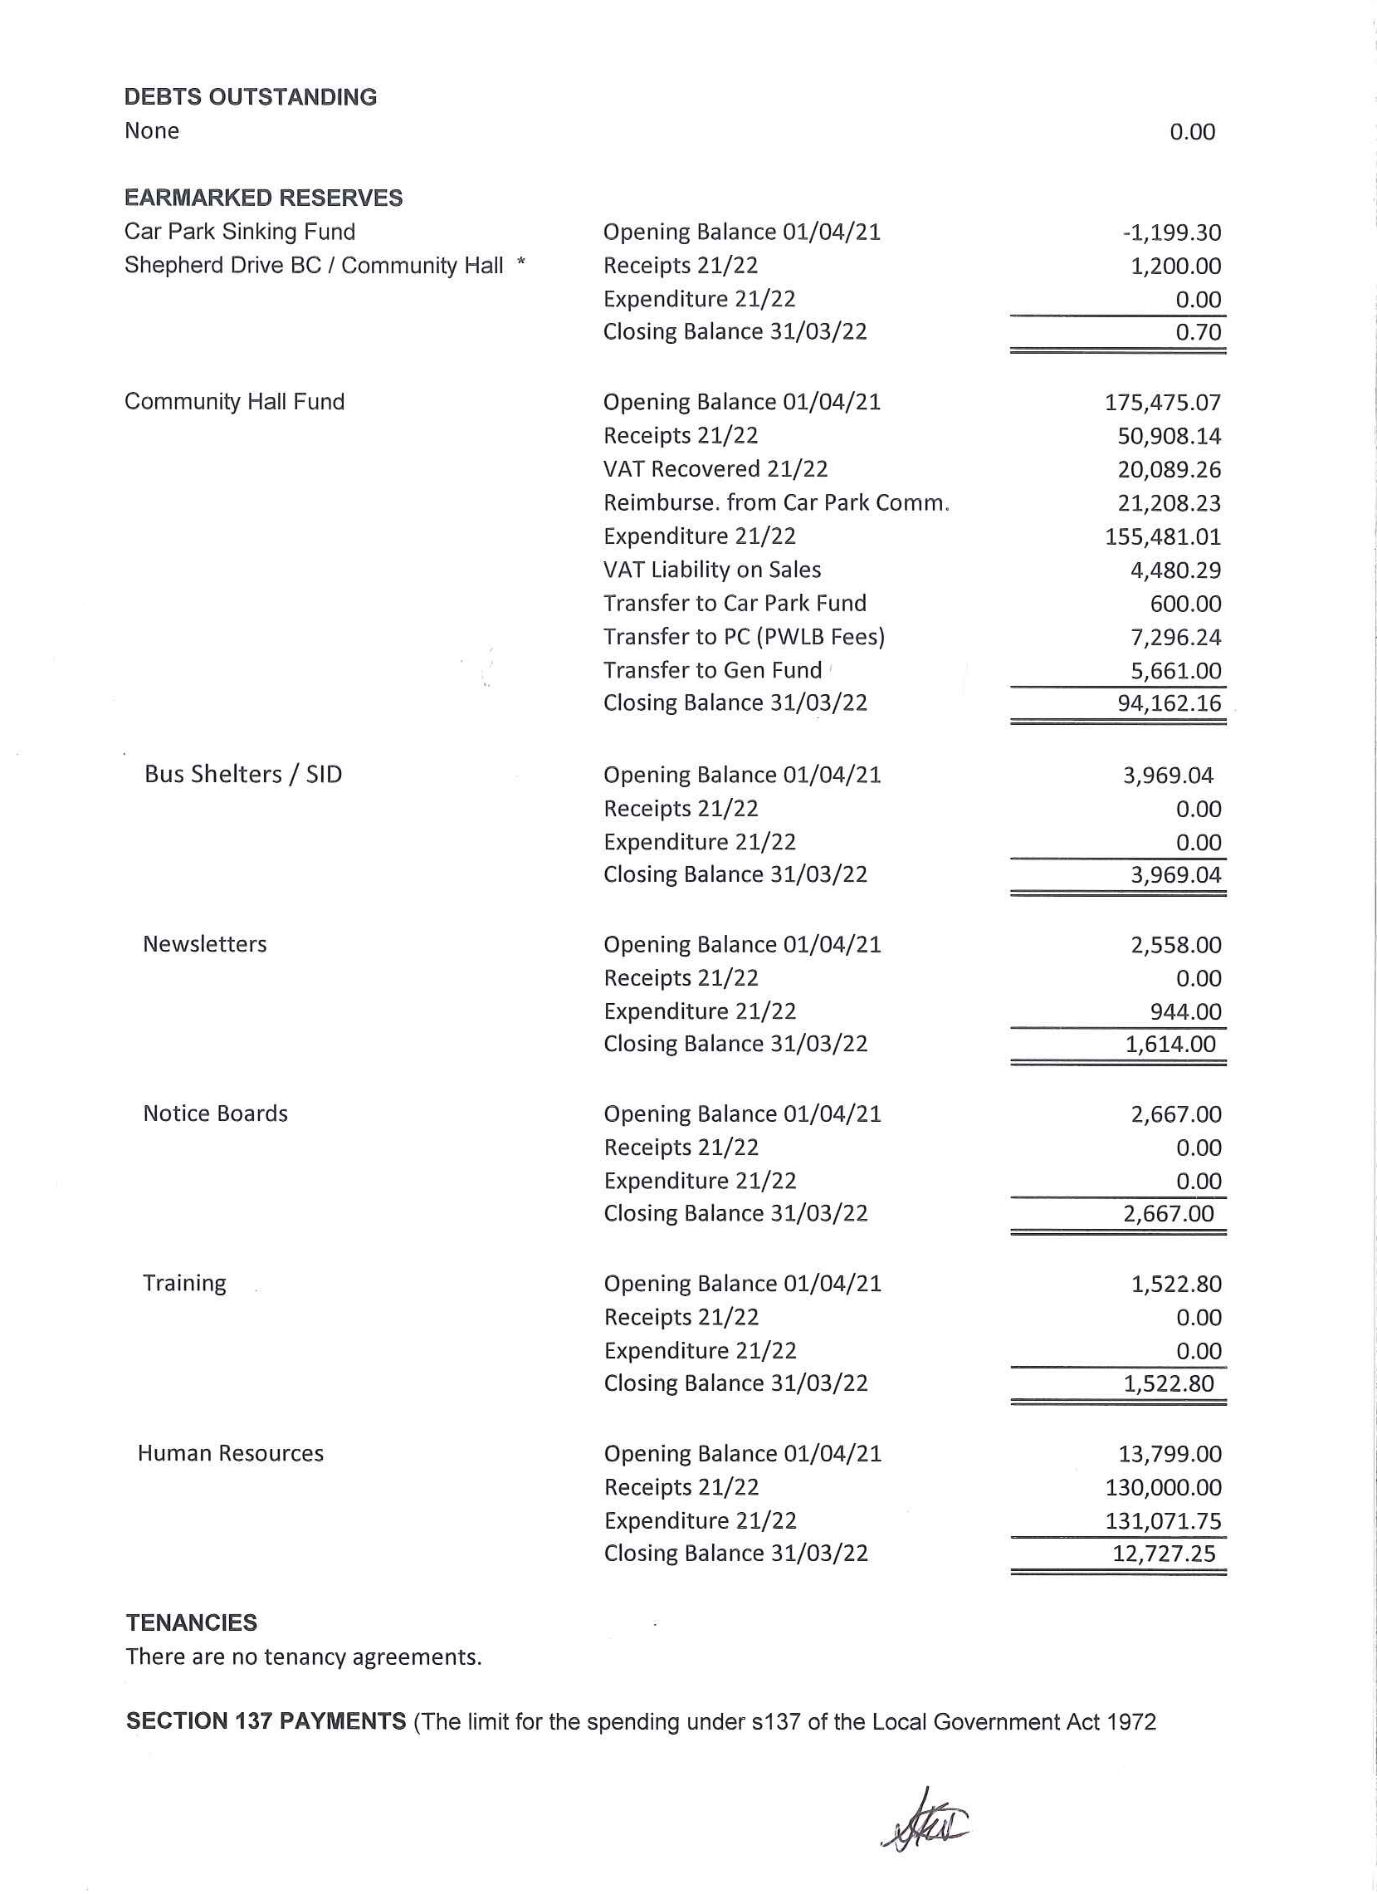 DEBTS OUTSTANDING
None 0.00
EARMARKED RESERVES
Car Park Sinking Fund Opening Balance 01/04/21 -1,199.30
Shepherd Drive BC / Community Hall * Receipts 21/22 1,200.00
Expenditure 21/22 0.00
Closing Balance 31/03/22 0.70
Community Hall Fund Opening Balance 01/04/21 175,475.07
Receipts 21/22 50,908.14
VAT Recovered 21/22 20,089.26
Reimburse. from Car Park Comm. 21,208.23
Expenditure 21/22 155,481.01
VAT Liability on Sales 4,480.29
Transfer to Car Park Fund 600.00
Transfer to PC (PWLB Fees) 7,296.24
Transfer to Gen Fund 5,661.00
Closing Balance 31/03/22 94,162.16
Bus Shelters / SID Opening Balance 01/04/21 3,969.04
Receipts 21/22 0.00
Expenditure 21/22 0.00
Closing Balance 31/03/22 3,969.04
Newsletters Opening Balance 01/04/21 2,558.00
Receipts 21/22 0.00
Expenditure 21/22 944.00
Closing Balance 31/03/22 1,614.00
Notice Boards Opening Balance 01/04/21 2,667.00
Receipts 21/22 0.00
Expenditure 21/22 0.00
Closing Balance 31/03/22 2,667.00
Training Opening Balance 01/04/21 1,522.80
Receipts 21/22 0.00
Expenditure 21/22 0.00
Closing Balance 31/03/22 1,522.80
Human Resources Opening Balance 01/04/21 13,799.00
Receipts 21/22 130,000.00
Expenditure 21/22 131,071.75
Closing Balance 31/03/22 12,727.25
TENANCIES
There are no tenancy agreements.
SECTION 137 PAYMENTS (The limit for the spending under s137 of the Local Government Act 1972